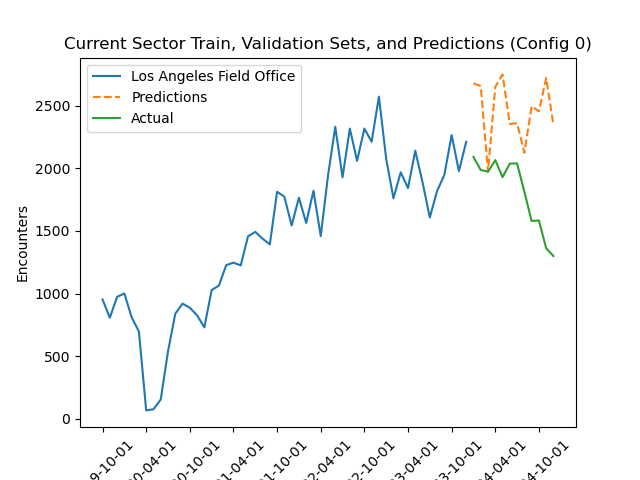 Current Sector Train, Validation Sets, and Predictions (Config 0)
Los Angeles Field Office
Predictions
Actual
Encounters
2500
2000
1500
1000
500
0